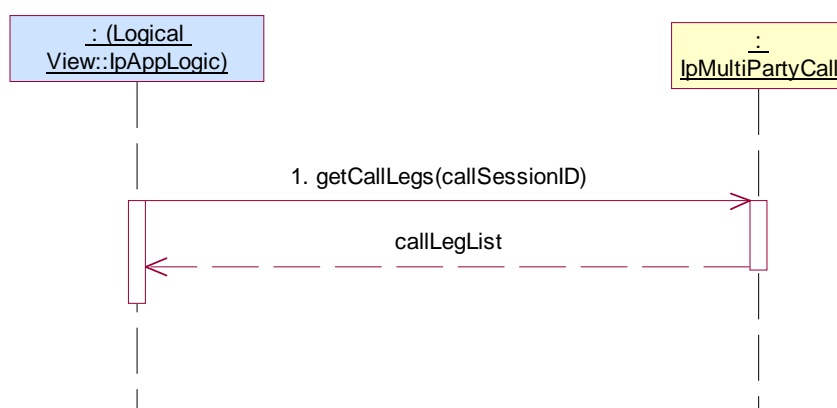 : (Logical
View::IpAppLogic)
:
IpMultiPartyCall
1. getCallLegs(callSessionID)
callLegList